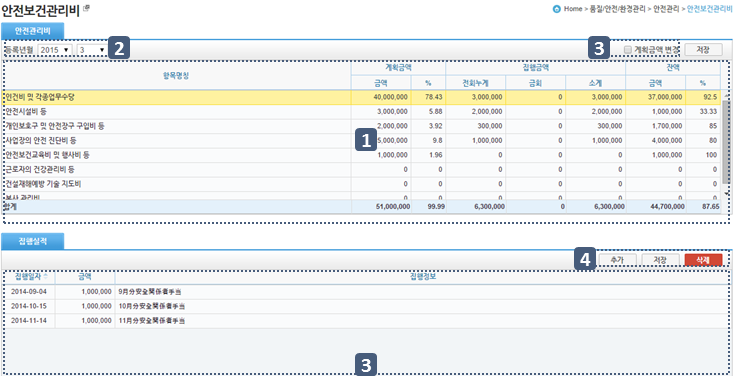 안전보건관리비
Home > 품질/안전/환경관리 > 안전관리 > 안전보건관리비
안전관리비
등록년월 2015 3 2 3 계획금액 변경 저장
항목명칭 계획금액 집행금액 잔액
금액 % 전회누계 금회 소계 금액 %
인건비 및 각종업무수당 40,000,000 78.43 3,000,000 0 3,000,000 37,000,000 92.5
안전시설비 등 3,000,000 5.88 2,000,000 0 2,000,000 1,000,000 33.33
개인보호구 및 안전장구 구입비 등 2,000,000 3.92 300,000 0 300,000 1,700,000 85
사업장의 안전 진단비 등 5,000,000 9.8 1,000,000 0 1,000,000 4,000,000 80
1
안전보건교육비 및 행사비 등 1,000,000 1.96 0 0 0 1,000,000 100
근로자의 건강관리비 등 0 0 0 0 0 0 0
건설재해예방 기술 지도비 0 0 0 0 0 0 0
본사 관리비 0 0 0 0 0 0 0
합계 51,000,000 99.99 6,300,000 0 6,300,000 44,700,000 87.65
집행실적
4 추가 저장 삭제
집행일자 금액 집행정보
2014-09-04 1,000,000 9月分安全関係者手当
2014-10-15 1,000,000 10月分安全関係者手当
2014-11-14 1,000,000 11月分安全関係者手当
3